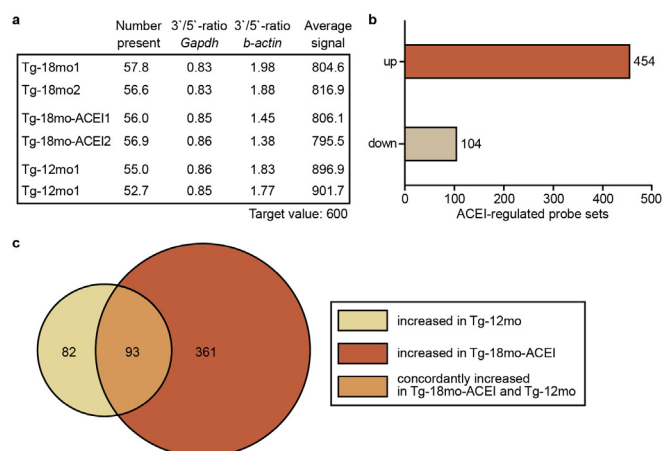 a
Number present 3`/5`-ratio Gapdh 3`/5`-ratio b-actin Average signal
Tg-18mo1 57.8 0.83 1.98 804.6
Tg-18mo2 56.6 0.83 1.88 816.9
Tg-18mo-ACEI1 56.0 0.85 1.45 806.1
Tg-18mo-ACEI2 56.9 0.86 1.38 795.5
Tg-12mo1 55.0 0.86 1.83 896.9
Tg-12mo1 52.7 0.85 1.77 901.7
Target value: 600
b
up 454
down 104
0 100 200 300 400 500
ACEI-regulated probe sets
c
82 93 361
increased in Tg-12mo
increased in Tg-18mo-ACEI
concordantly increased
in Tg-18mo-ACEI and Tg-12mo